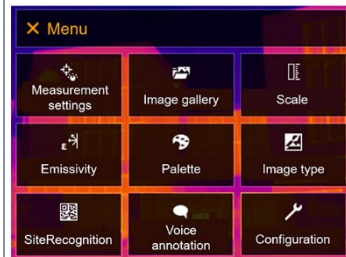 × Menu
Measurement
settings
Image gallery
Scale
ε
Emissivity
Palette
Image type
SiteRecognition
Voice
annotation
Configuration